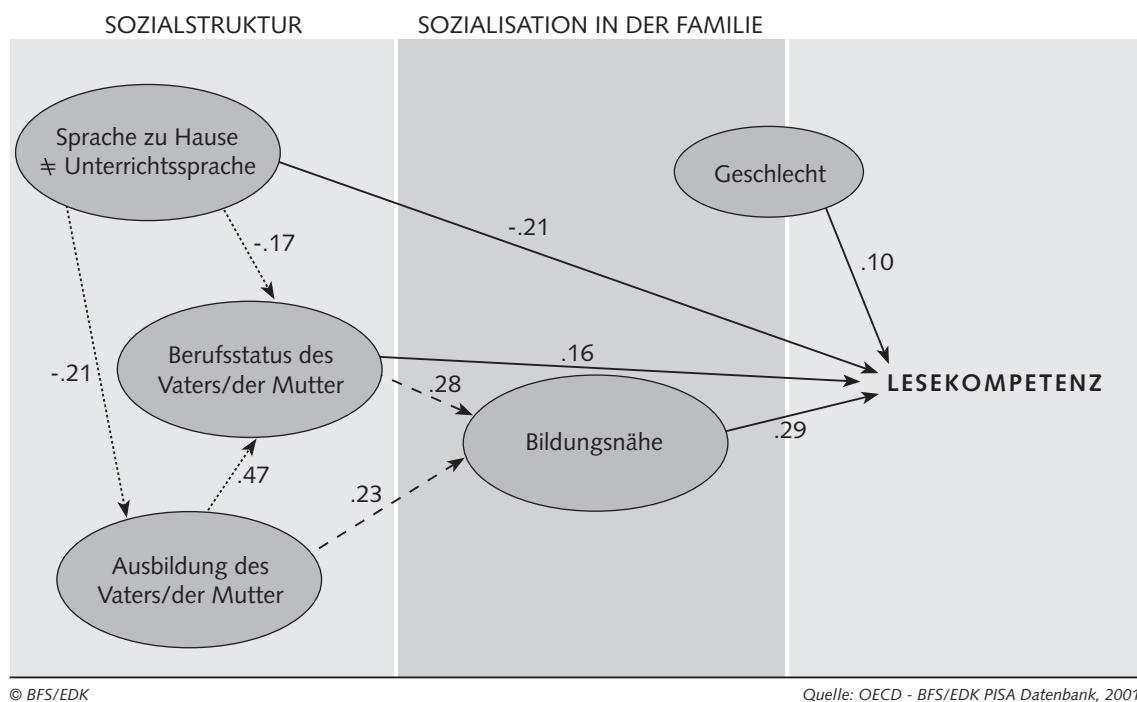 SOZIALSTRUKTUR
SOZIALISATION IN DER FAMILIE
Sprache zu Hause
≠ Unterrichtssprache
Geschlecht
-.21
-.17
.10
Berufsstatus des
Vaters/der Mutter
.16
-.21
.28
LESEKOMPETENZ
Bildungsnähe
.29
.47
.23
Ausbildung des
Vaters/der Mutter
© BFS/EDK
Quelle: OECD - BFS/EDK PISA Datenbank, 2001